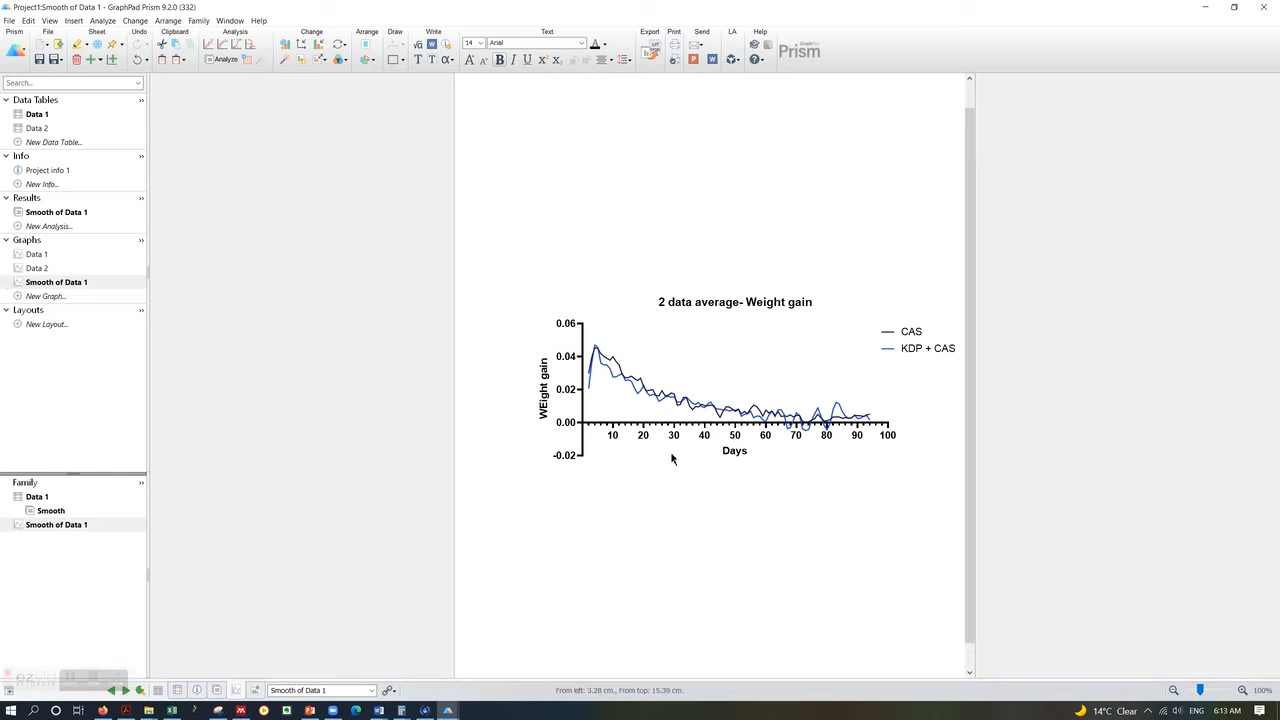 Project1:Smooth of Data 1 - GraphPad Prism 9.2.0 (332)
File Edit View Insert Analyze Change Arrange Family Window Help
Prism File Sheet Undo Clipboard Analysis Change Arrange Draw Write Text Export Print Send LA Help
14 Arial
Analyze
GraphPad Prism
Search...
Data Tables
Data 1
Data 2
New Data Table...
Info
Project info 1
New Info...
Results
Smooth of Data 1
New Analysis...
Graphs
Data 1
Data 2
Smooth of Data 1
New Graph...
Layouts
New Layout...
Family
Data 1
Smooth
Smooth of Data 1
2 data average- Weight gain
0.06
0.04
0.02
0.00
-0.02
WEight gain
10 20 30 40 50 60 70 80 90 100
Days
CAS
KDP + CAS
Smooth of Data 1
From left: 3.28 cm., From top: 15.39 cm.
100%
14°C Clear
ENG
6:13 AM